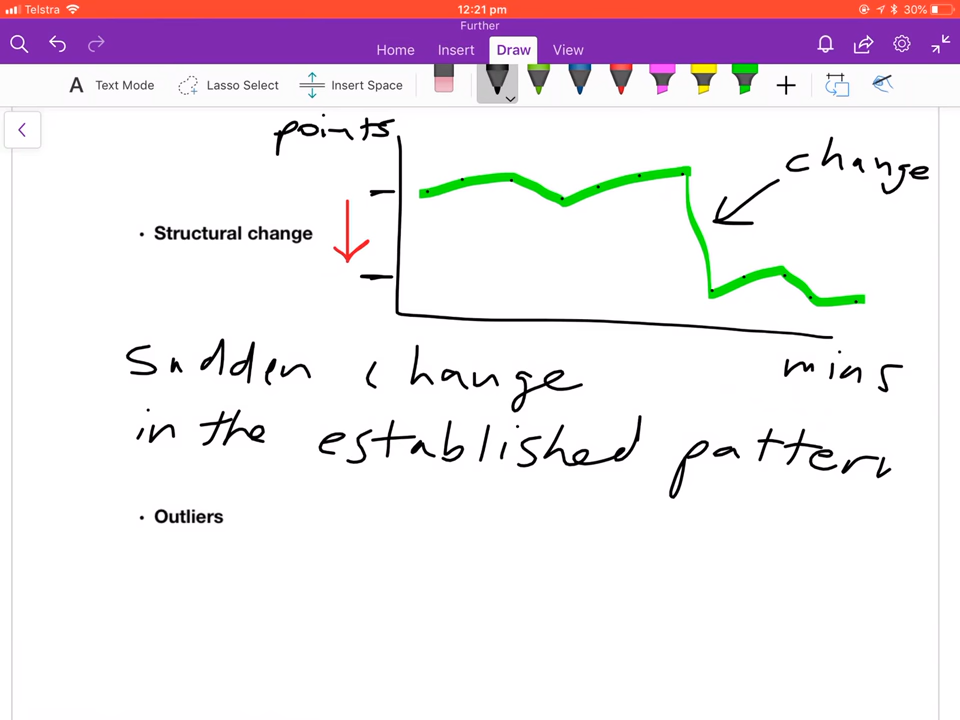 Telstra 12:21 pm 30%
Further
Home Insert Draw View
A Text Mode Lasso Select Insert Space
points
change
• Structural change
mins
Sudden change
in the established pattern
• Outliers